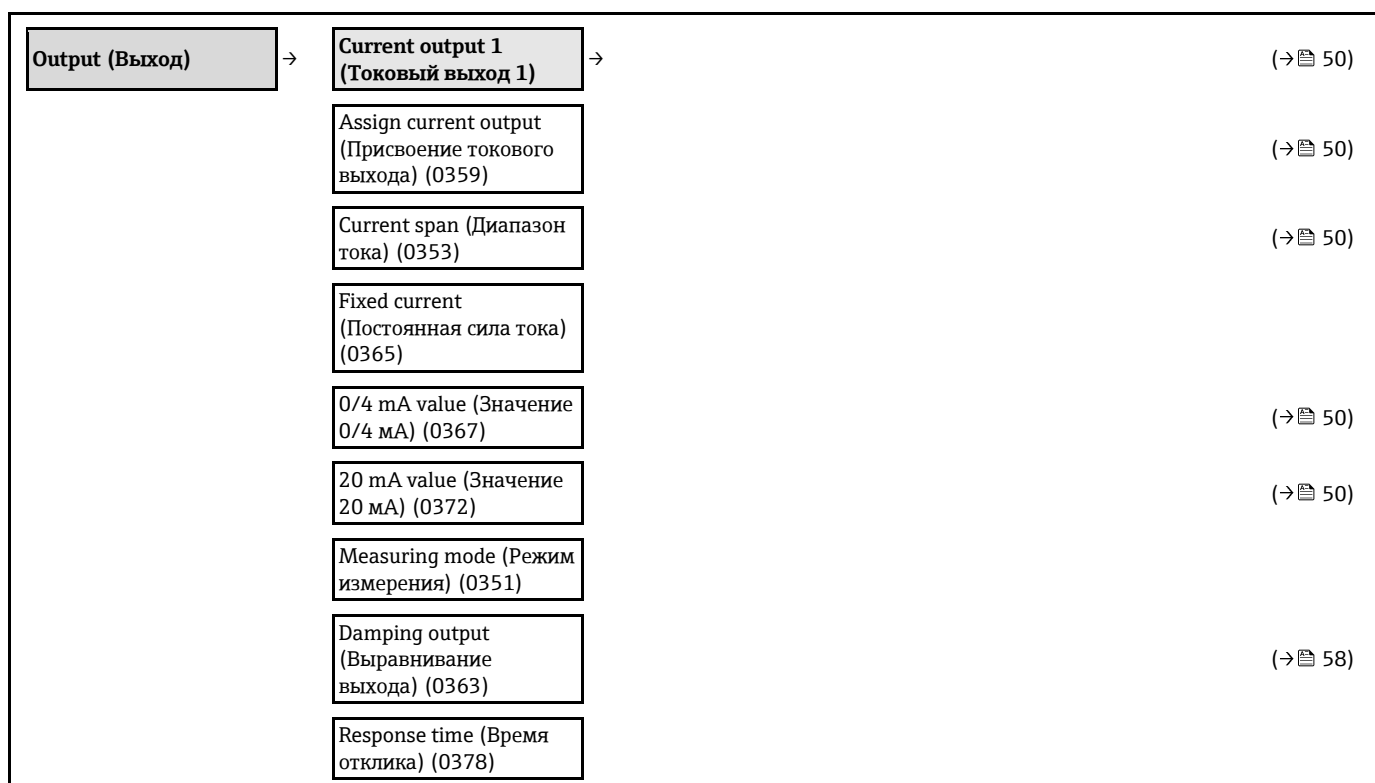 Output (Выход) → Current output 1 → (→ 50)
(Токовый выход 1)
Assign current output
(Присвоение токового (→ 50)
выхода) (0359)
Current span (Диапазон (→ 50)
тока) (0353)
Fixed current
(Постоянная сила тока)
(0365)
0/4 mA value (Значение (→ 50)
0/4 мА) (0367)
20 mA value (Значение (→ 50)
20 мА) (0372)
Measuring mode (Режим
измерения) (0351)
Damping output
(Выравнивание (→ 58)
выхода) (0363)
Response time (Время
отклика) (0378)